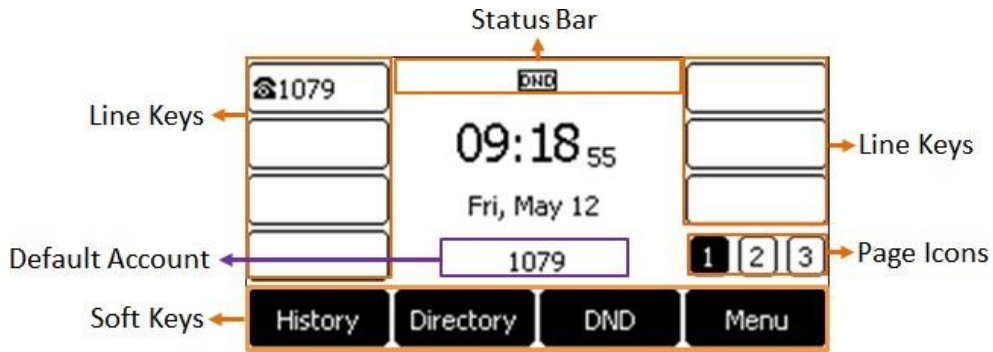 Status Bar
DND
☎1079
Line Keys
09:18 55
Line Keys
Fri, May 12
Default Account
1079
1 2 3
Page Icons
Soft Keys
History Directory DND Menu